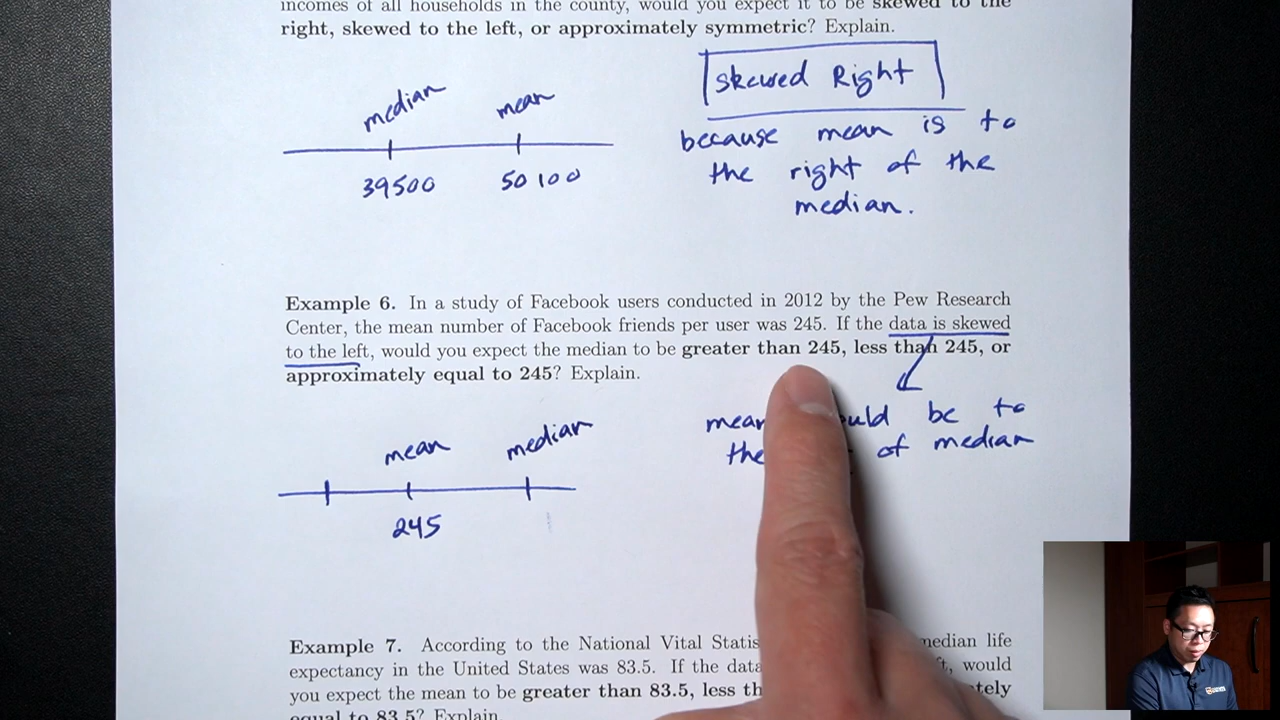 incomes of all households in the county, would you expect it to be skewed to the
right, skewed to the left, or approximately symmetric? Explain.
median mean
39500 50100
Skewed Right
because mean is to
the right of the
median.
Example 6. In a study of Facebook users conducted in 2012 by the Pew Research
Center, the mean number of Facebook friends per user was 245. If the data is skewed
to the left, would you expect the median to be greater than 245, less than 245, or
approximately equal to 245? Explain.
mean median
245
be to
the of median
Example 7. According to the National Vital median life
expectancy in the United States was 83.5. If the data would
you expect the mean to be greater than 83.5, less
equal to 83.5? Explain